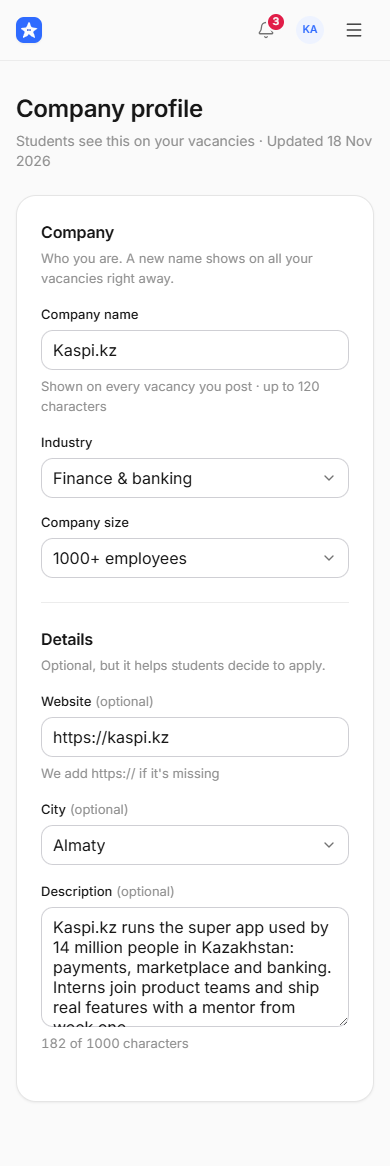 3
KA
Company profile
Students see this on your vacancies · Updated 18 Nov
2026
Company
Who you are. A new name shows on all your
vacancies right away.
Company name
Kaspi.kz
Shown on every vacancy you post · up to 120
characters
Industry
Finance & banking
Company size
1000+ employees
Details
Optional, but it helps students decide to apply.
Website (optional)
https://kaspi.kz
We add https:// if it's missing
City (optional)
Almaty
Description (optional)
Kaspi.kz runs the super app used by
14 million people in Kazakhstan:
payments, marketplace and banking.
Interns join product teams and ship
real features with a mentor from
week one
182 of 1000 characters